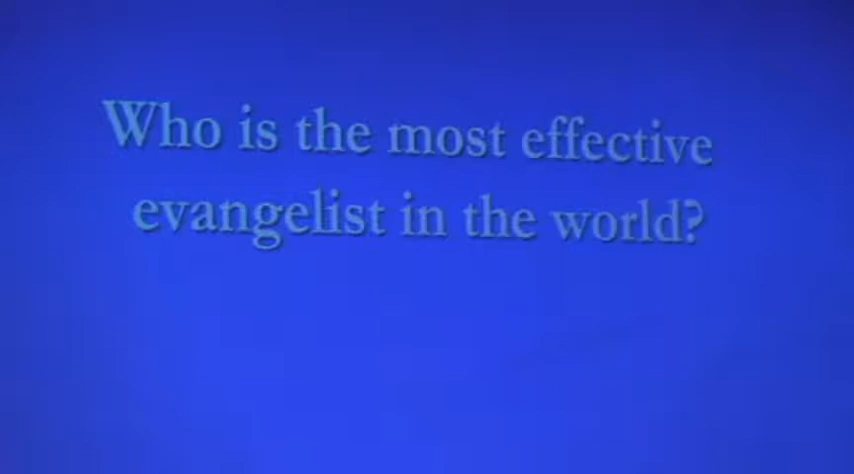 Who is the most effective
evangelist in the world?